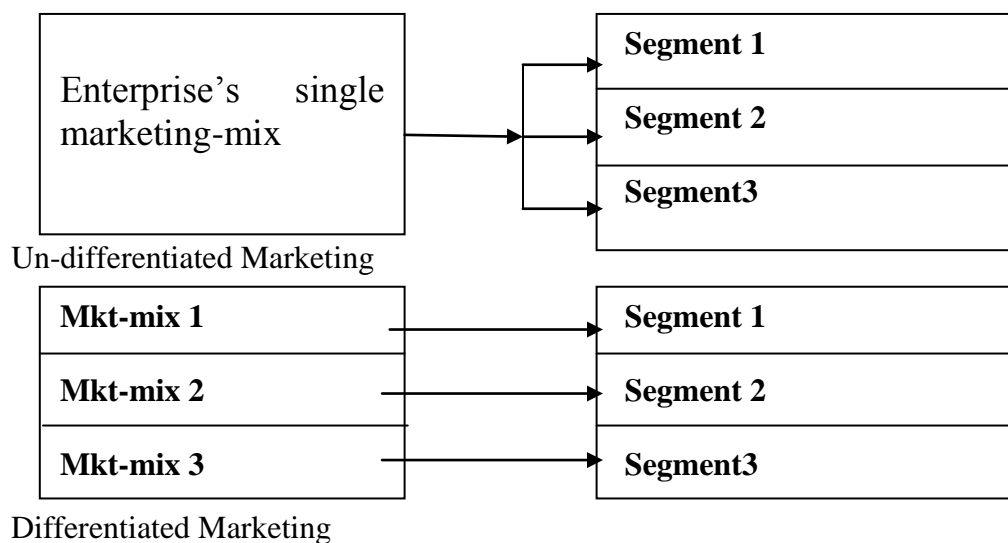 Segment 1
Enterprise’s single
marketing-mix
Segment 2
Segment3
Un-differentiated Marketing
Mkt-mix 1
Segment 1
Mkt-mix 2
Segment 2
Mkt-mix 3
Segment3
Differentiated Marketing